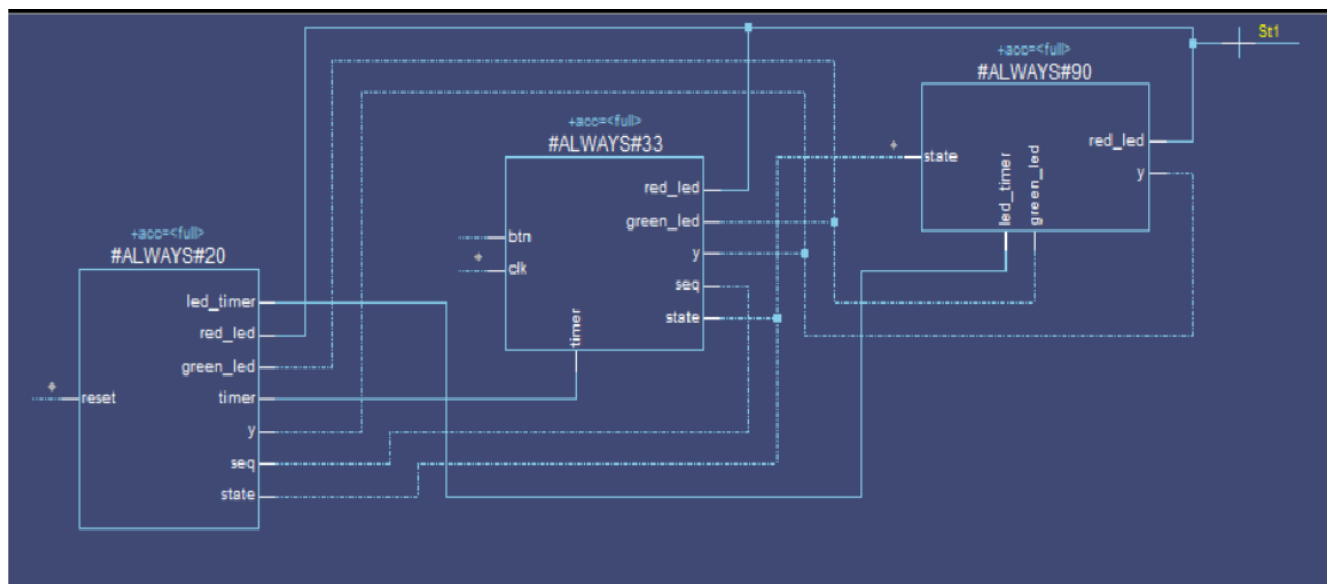 St1
+acc=<full>
#ALWAYS#90
red_led
state
y
led_timer
green_led
+acc=<full>
#ALWAYS#33
red_led
green_led
btn
y
clk
seq
state
timer
+acc=<full>
#ALWAYS#20
led_timer
red_led
green_led
reset
timer
y
seq
state